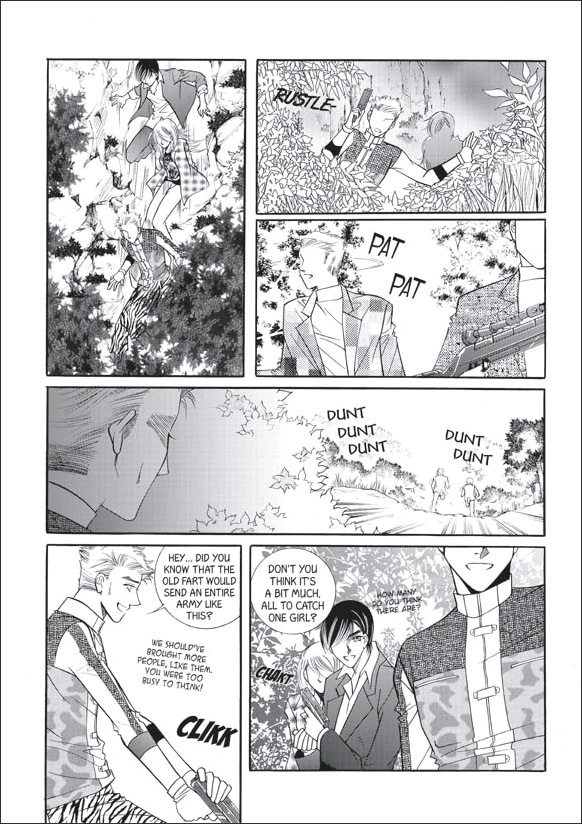 RUSTLE
PAT
PAT
DUNT
DUNT
DUNT
DUNT
DUNT
HEY... DID YOU
KNOW THAT THE
OLD FART WOULD
SEND AN ENTIRE
ARMY LIKE
THIS?
WE SHOULD'VE
BROUGHT MORE
PEOPLE, LIKE THEM.
YOU WERE TOO
BUSY TO THINK!
CLIKK
DON'T YOU
THINK IT'S
A BIT MUCH.
ALL TO CATCH
ONE GIRL?
HOW MANY
DO YOU THINK
THERE ARE?
CHAKT